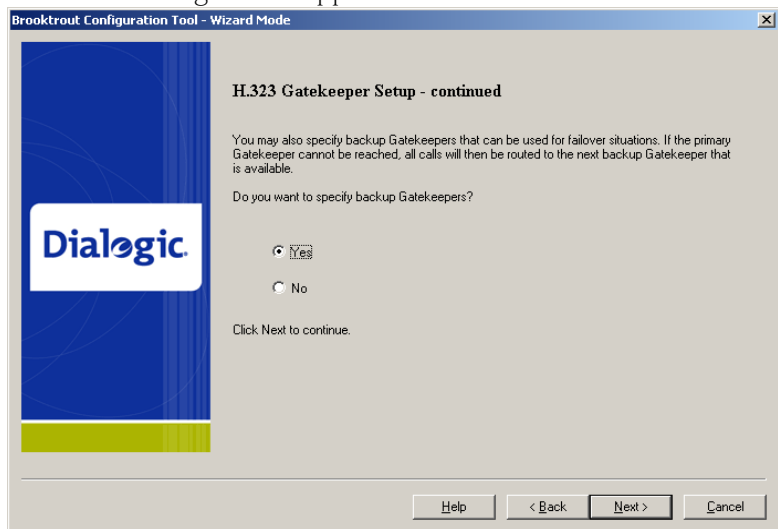 Brooktrout Configuration Tool - Wizard Mode
H.323 Gatekeeper Setup - continued
You may also specify backup Gatekeepers that can be used for failover situations. If the primary
Gatekeeper cannot be reached, all calls will then be routed to the next backup Gatekeeper that
is available.
Do you want to specify backup Gatekeepers?
Dialogic.
Yes
No
Click Next to continue.
Help
< Back
Next >
Cancel